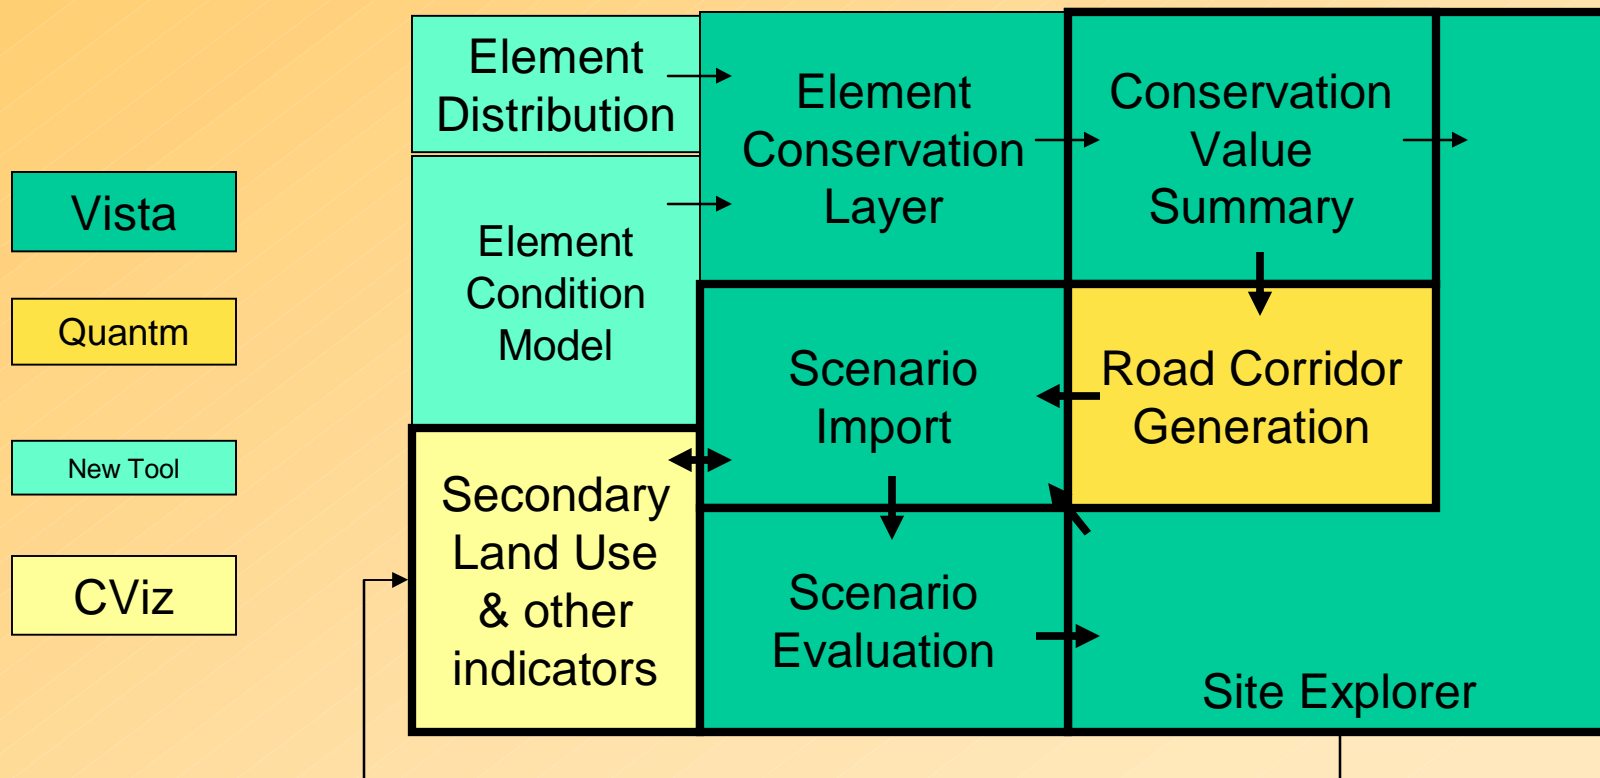 Vista
Quantm
New Tool
CViz
Element
Distribution
Element
Condition
Model
Secondary
Land Use
& other
indicators
Element
Conservation
Layer
Scenario
Import
Scenario
Evaluation
Conservation
Value
Summary
Road Corridor
Generation
Site Explorer